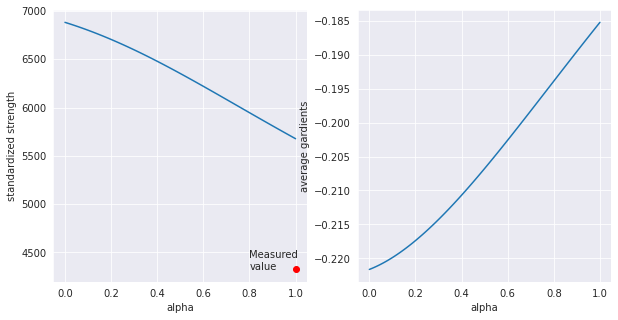 7000
6500
6000
5500
5000
4500
standardized strength
Measured
value
0.0 0.2 0.4 0.6 0.8 1.0
alpha
−0.185
−0.190
−0.195
−0.200
−0.205
−0.210
−0.215
−0.220
average gardients
0.0 0.2 0.4 0.6 0.8 1.0
alpha